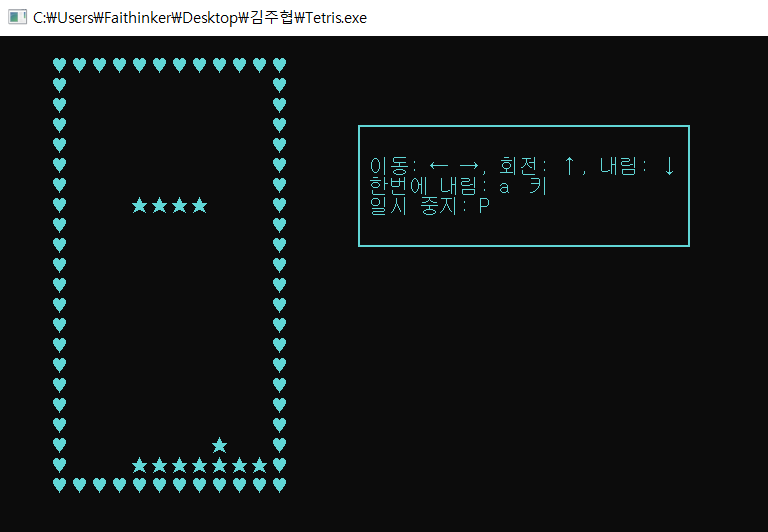 C:₩Users₩Faithinker₩Desktop₩김주협₩Tetris.exe
이동: ← →, 회전: ↑, 내림: ↓
한번에 내림: a 키
일시 중지: P